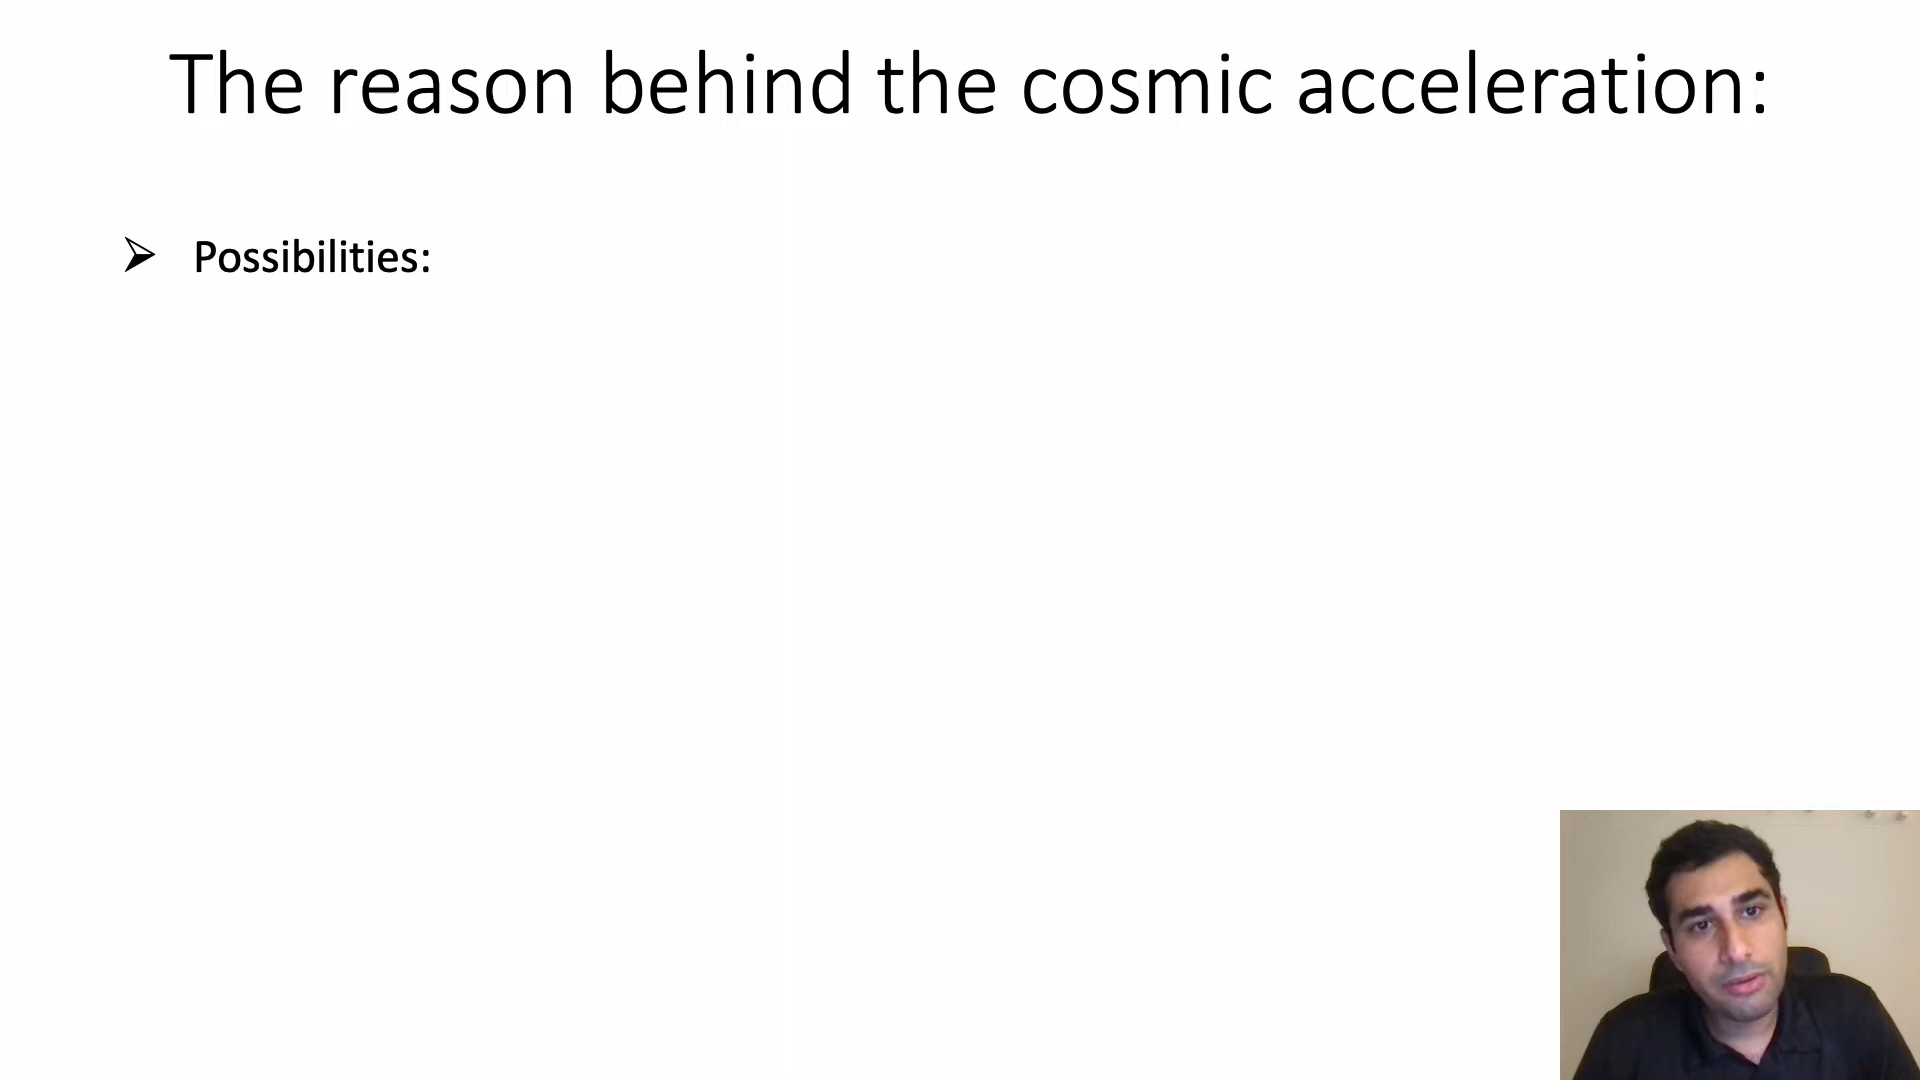 The reason behind the cosmic acceleration:
Possibilities: